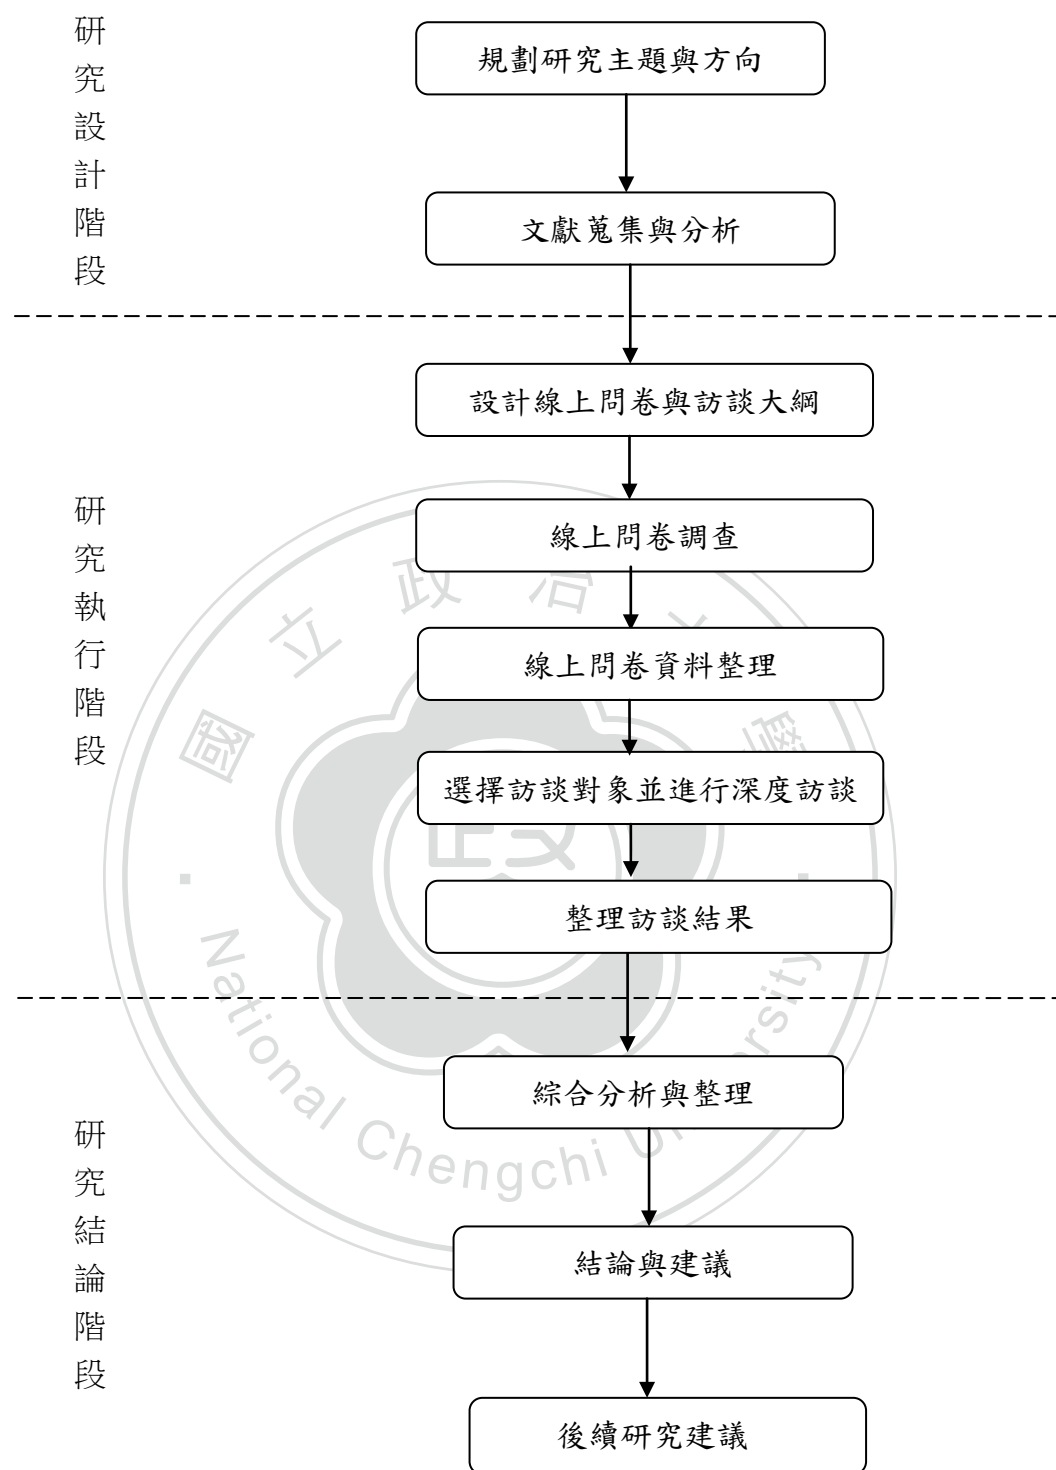 研究設計階段
規劃研究主題與方向
文獻蒐集與分析
研究執行階段
設計線上問卷與訪談大綱
線上問卷調查
線上問卷資料整理
選擇訪談對象並進行深度訪談
整理訪談結果
研究結論階段
綜合分析與整理
結論與建議
後續研究建議
國立政治
National Chengchi